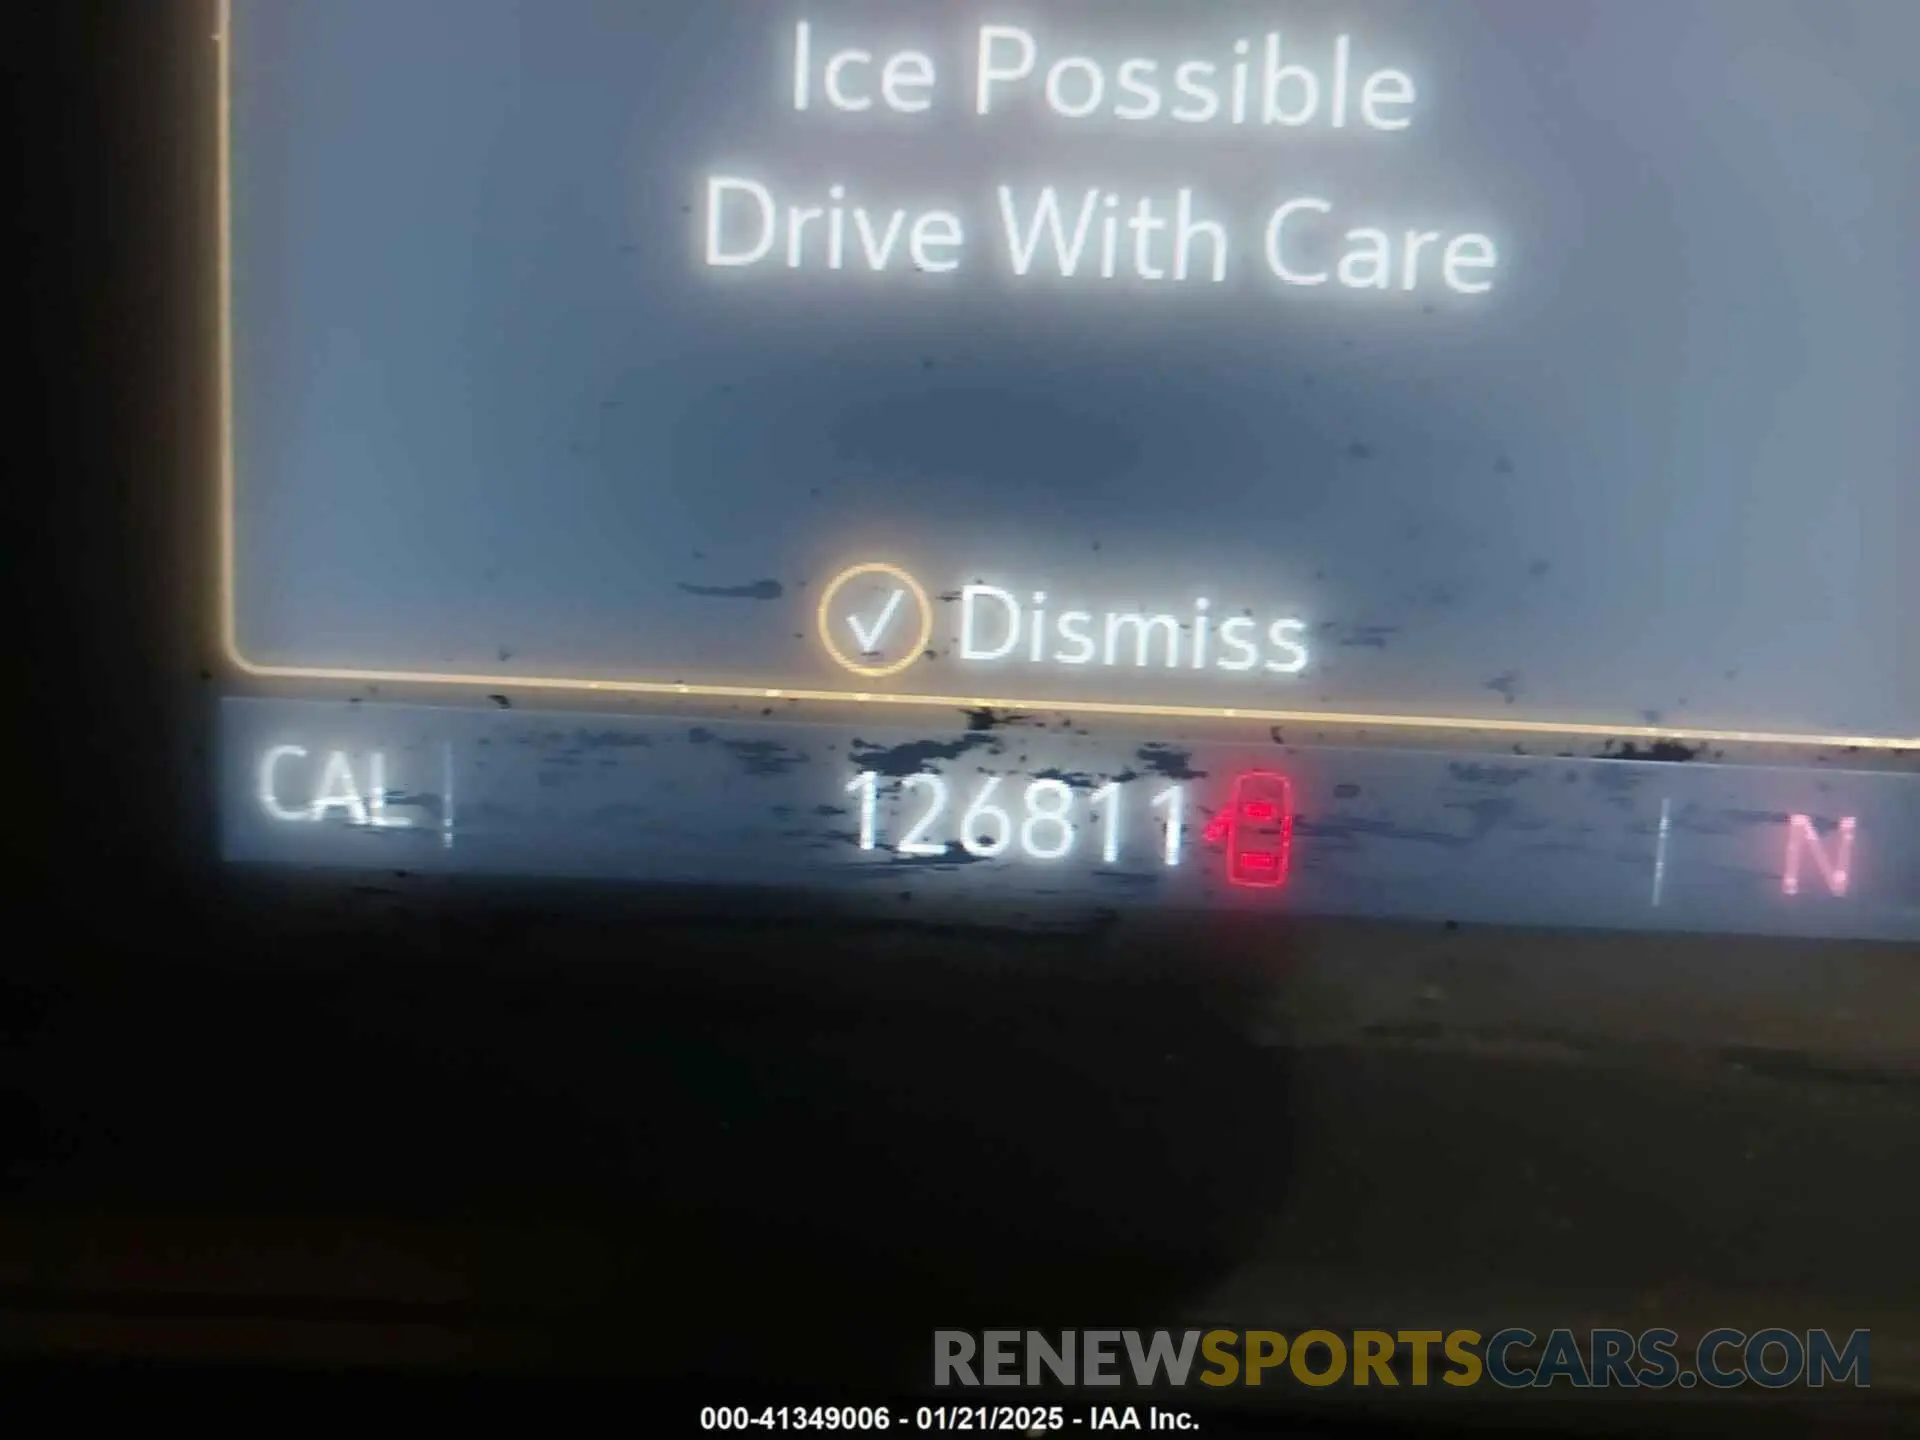 Ice Possible
Drive With Care
Dismiss
CAL 126811 N
RENEWSPORTSCARS.COM
000-41349006 - 01/21/2025 - IAA Inc.